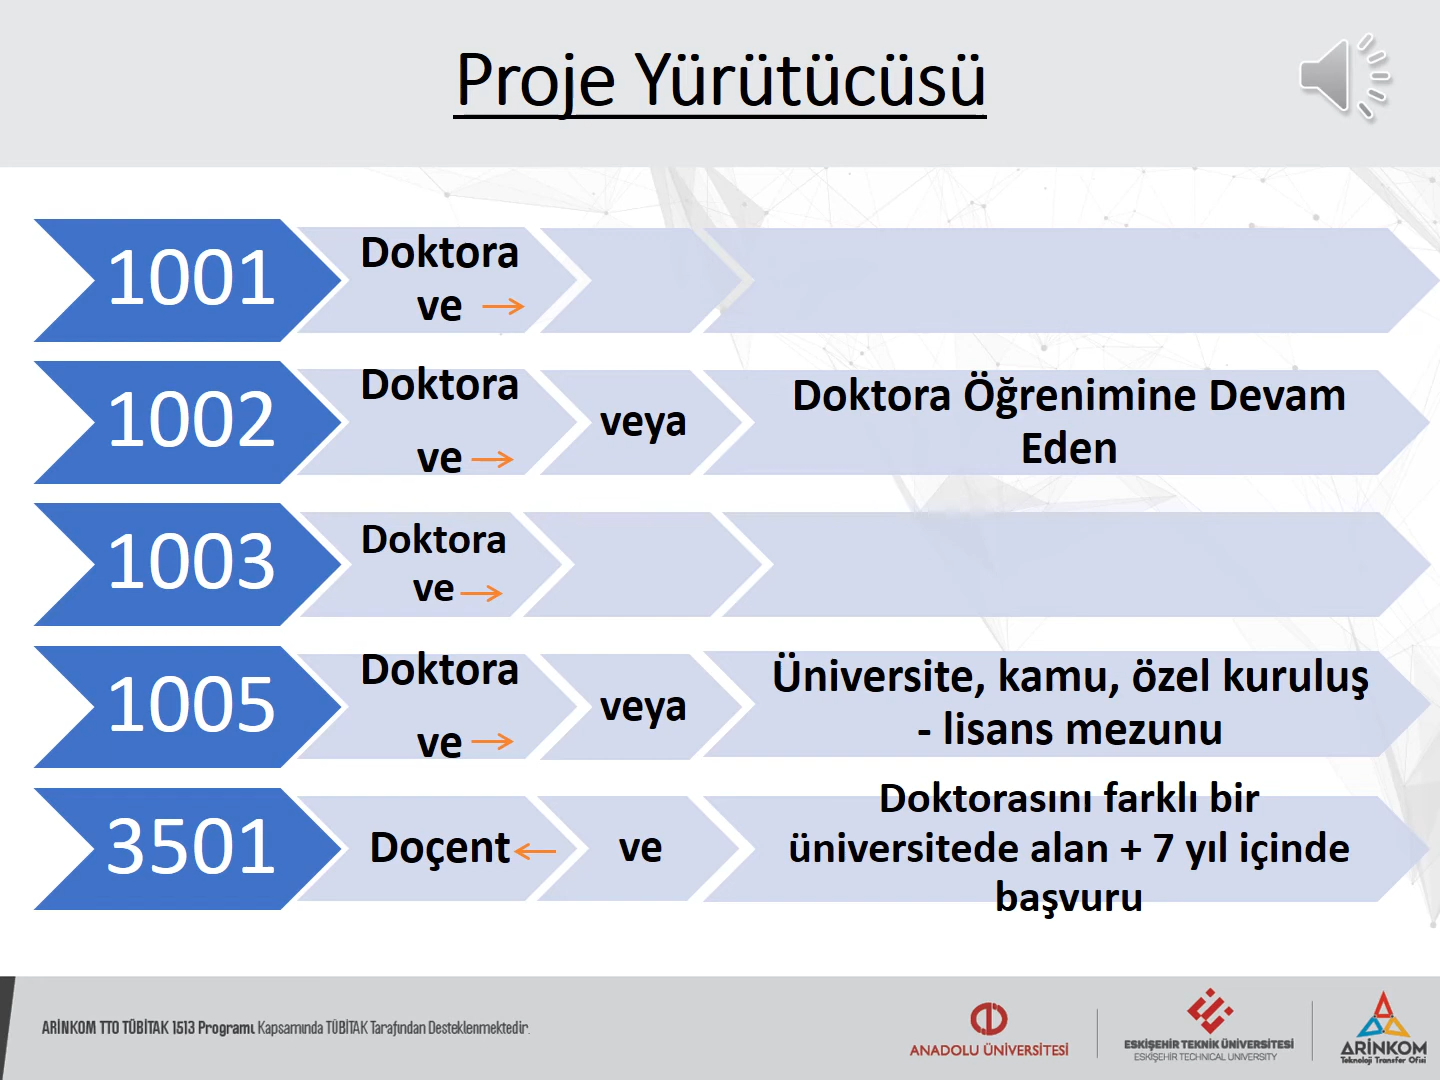 Proje Yürütücüsü
1001
Doktora
ve →
1002
Doktora
ve →
veya
Doktora Öğrenimine Devam
Eden
1003
Doktora
ve →
1005
Doktora
ve →
veya
Üniversite, kamu, özel kuruluş
- lisans mezunu
3501
Doçent ←
ve
Doktorasını farklı bir
üniversitede alan + 7 yıl içinde
başvuru
ARİNKOM TTO TÜBİTAK 1513 Programı Kapsamında TÜBİTAK Tarafından Desteklenmektedir.
ANADOLU ÜNİVERSİTESİ
ESKİŞEHİR TEKNİK ÜNİVERSİTESİ
ESKİŞEHİR TECHNICAL UNIVERSITY
ARİNKOM
Teknoloji Transfer Ofisi